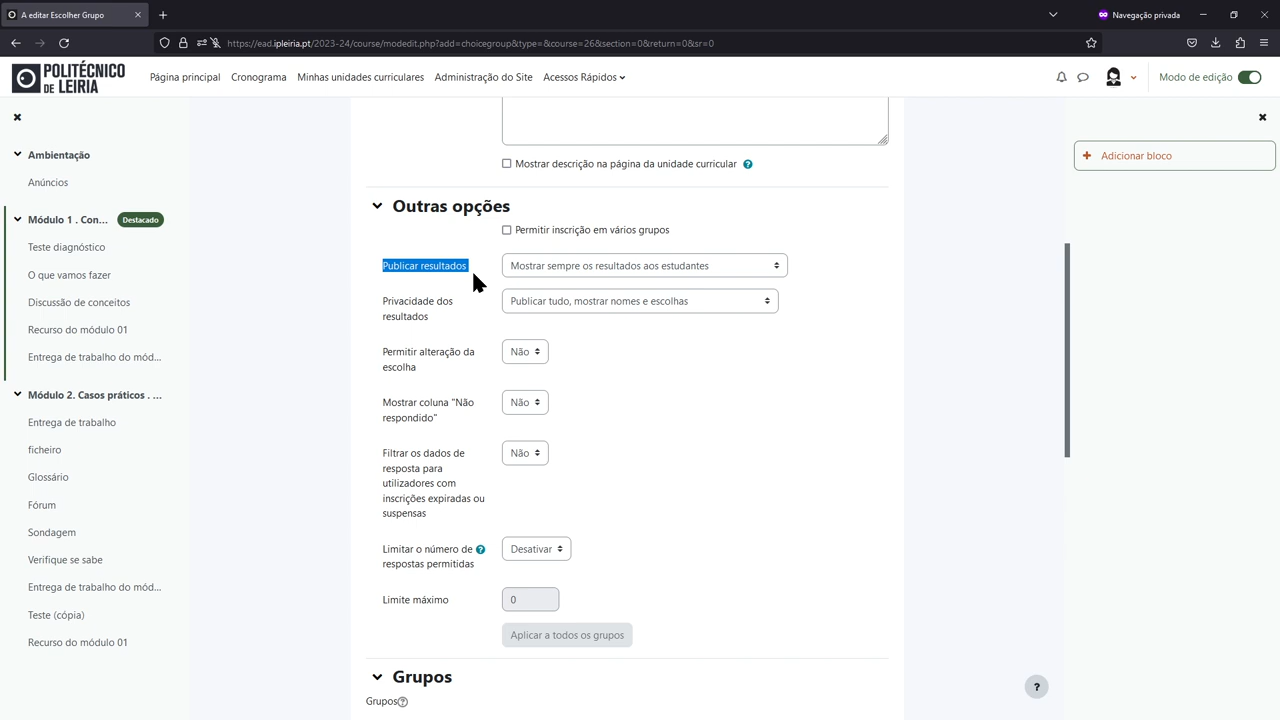 A editar Escolher Grupo
Navegação privada
https://ead.ipleiria.pt/2023-24/course/modedit.php?add=choicegroup&type=&course=26&section=0&return=0&sr=0
POLITÉCNICO
DE LEIRIA
Página principal
Cronograma
Minhas unidades curriculares
Administração do Site
Acessos Rápidos
Modo de edição
Ambientação
Anúncios
Módulo 1 . Con...
Destacado
Teste diagnóstico
O que vamos fazer
Discussão de conceitos
Recurso do módulo 01
Entrega de trabalho do mód...
Módulo 2. Casos práticos . ...
Entrega de trabalho
ficheiro
Glossário
Fórum
Sondagem
Verifique se sabe
Entrega de trabalho do mód...
Teste (cópia)
Recurso do módulo 01
Mostrar descrição na página da unidade curricular ?
Outras opções
Permitir inscrição em vários grupos
Publicar resultados
Mostrar sempre os resultados aos estudantes
Privacidade dos
resultados
Publicar tudo, mostrar nomes e escolhas
Permitir alteração da
escolha
Não
Mostrar coluna "Não
respondido"
Não
Filtrar os dados de
resposta para
utilizadores com
inscrições expiradas ou
suspensas
Não
Limitar o número de ?
respostas permitidas
Desativar
Limite máximo
0
Aplicar a todos os grupos
Grupos
Grupos ?
+ Adicionar bloco
?